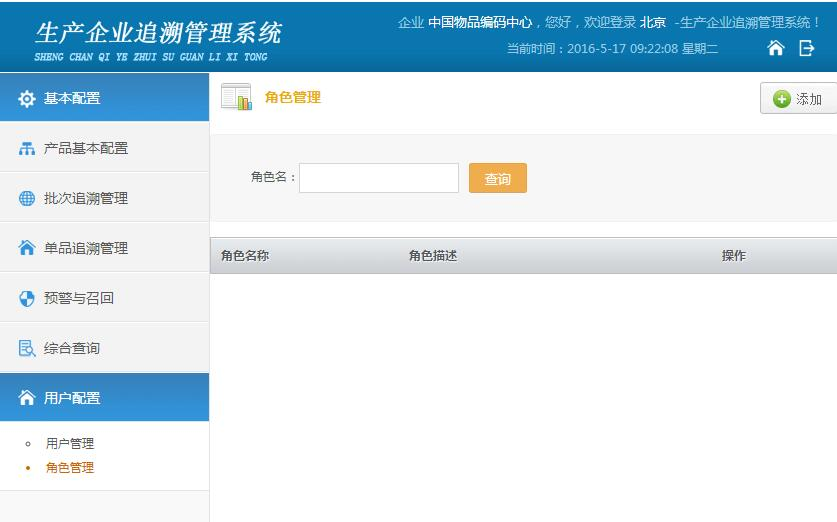 生产企业追溯管理系统
SHENG CHAN QI YE ZHUI SU GUAN LI XI TONG
企业 中国物品编码中心，您好，欢迎登录 北京 -生产企业追溯管理系统！
当前时间：2016-5-17 09:22:08 星期二
基本配置
产品基本配置
批次追溯管理
单品追溯管理
预警与召回
综合查询
用户配置
用户管理
角色管理
角色管理
添加
角色名：
查询
角色名称 角色描述 操作